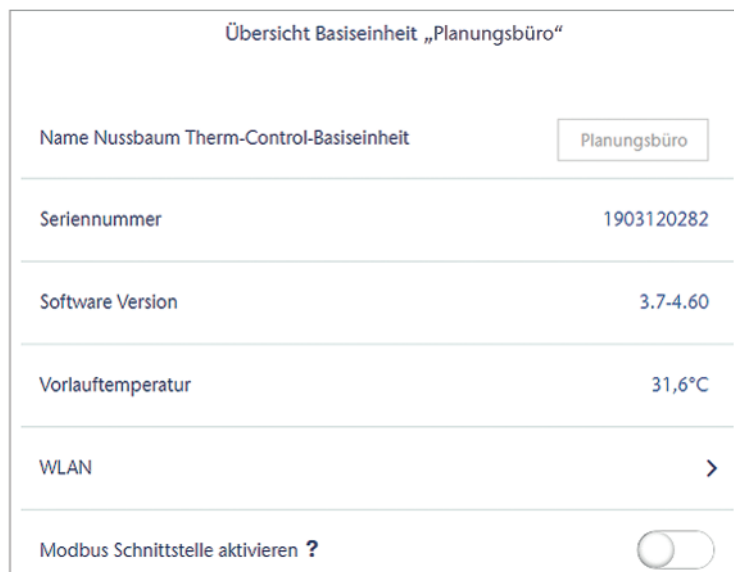 Übersicht Basiseinheit „Planungsbüro“
Name Nussbaum Therm-Control-Basiseinheit Planungsbüro
Seriennummer 1903120282
Software Version 3.7-4.60
Vorlauftemperatur 31,6°C
WLAN
Modbus Schnittstelle aktivieren ?